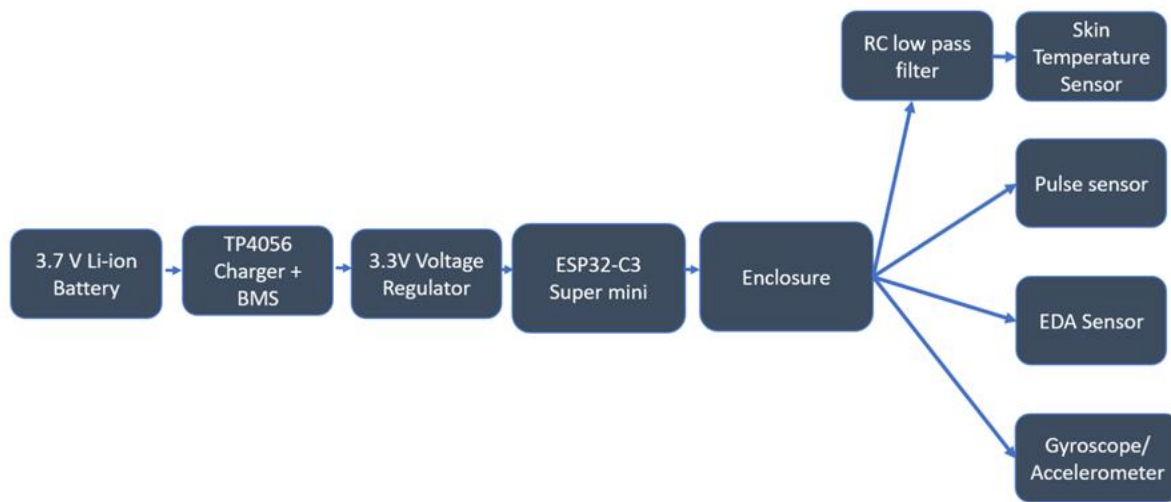 3.7 V Li-ion
Battery
TP4056
Charger +
BMS
3.3V Voltage
Regulator
ESP32-C3
Super mini
Enclosure
RC low pass
filter
Skin
Temperature
Sensor
Pulse sensor
EDA Sensor
Gyroscope/
Accelerometer